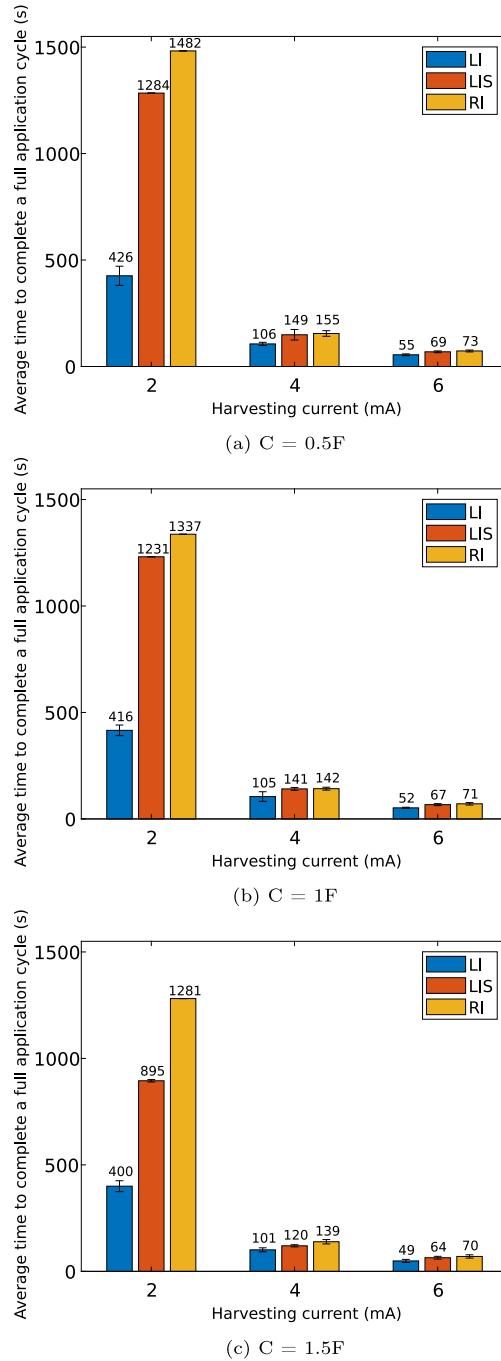 Average time to complete a full application cycle (s)
1500
1000
500
0
426
1284
1482
106
149
155
55
69
73
LI
LIS
RI
2
4
6
Harvesting current (mA)
(a) C = 0.5F
Average time to complete a full application cycle (s)
1500
1000
500
0
416
1231
1337
105
141
142
52
67
71
LI
LIS
RI
2
4
6
Harvesting current (mA)
(b) C = 1F
Average time to complete a full application cycle (s)
1500
1000
500
0
400
895
1281
101
120
139
49
64
70
LI
LIS
RI
2
4
6
Harvesting current (mA)
(c) C = 1.5F